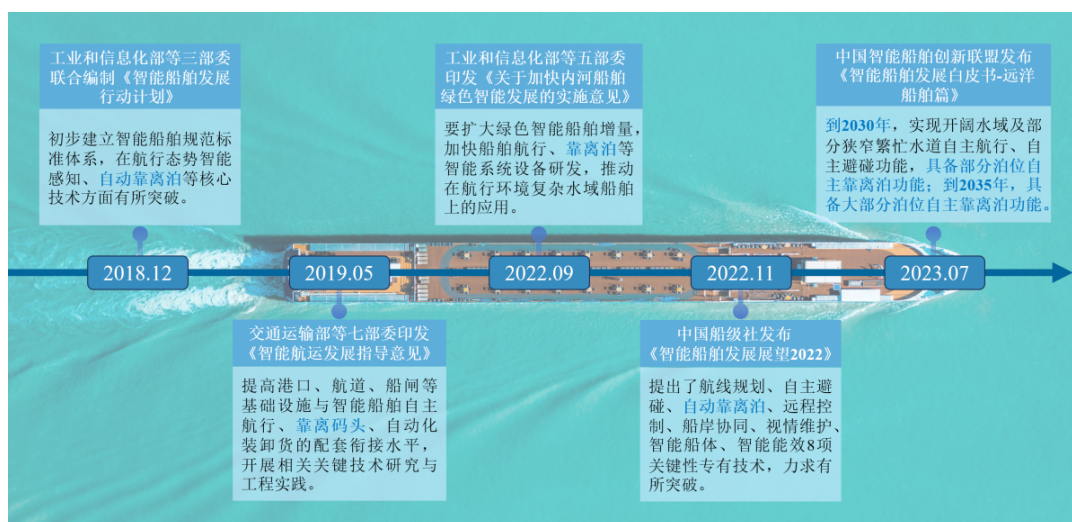 工业和信息化部等三部委
联合编制《智能船舶发展
行动计划》
初步建立智能船舶规范标
准体系，在航行态势智能
感知、自动靠离泊等核心
技术方面有所突破。
工业和信息化部等五部委
印发《关于加快内河船舶
绿色智能发展的实施意见》
要扩大绿色智能船舶增量，
加快船舶航行、靠离泊等
智能系统设备研发，推动
在航行环境复杂水域船舶
上的应用。
中国智能船舶创新联盟发布
《智能船舶发展白皮书-远洋
船舶篇》
到2030年，实现开阔水域及部
分狭窄繁忙水道自主航行、自
主避碰功能，具备部分泊位自
主靠离泊功能；到2035年，具
备大部分泊位自主靠离泊功能。
2018.12
2019.05
2022.09
2022.11
2023.07
交通运输部等七部委印发
《智能航运发展指导意见》
提高港口、航道、船闸等
基础设施与智能船舶自主
航行、靠离码头、自动化
装卸货的配套衔接水平，
开展相关关键技术研究与
工程实践。
中国船级社发布
《智能船舶发展展望2022》
提出了航线规划、自主避
碰、自动靠离泊、远程控
制、船岸协同、视情维护、
智能船体、智能能效8项
关键性专有技术，力求有
所突破。